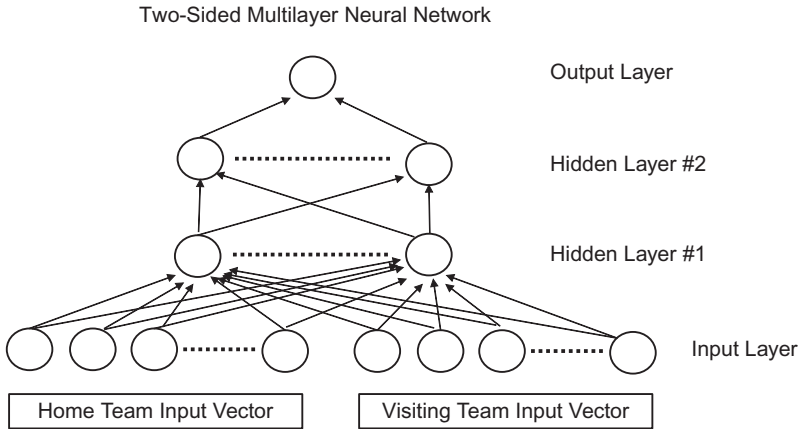 Two-Sided Multilayer Neural Network
Output Layer
Hidden Layer #2
Hidden Layer #1
Input Layer
Home Team Input Vector
Visiting Team Input Vector